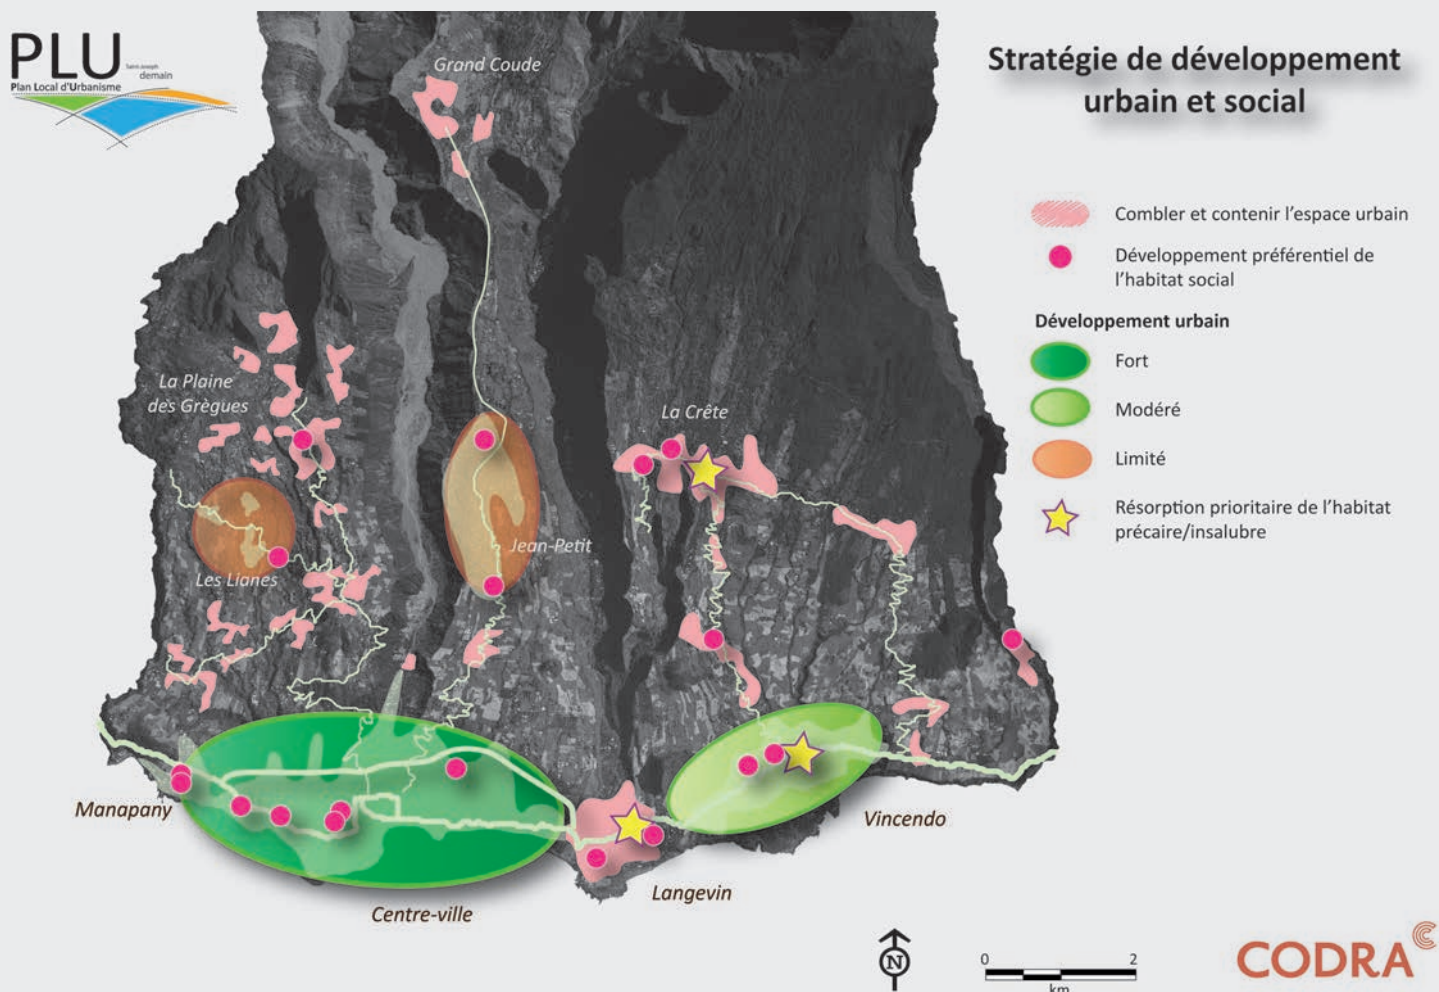 PLU
Saint-Joseph
demain
Plan Local d'Urbanisme
Stratégie de développement
urbain et social
Combler et contenir l'espace urbain
Développement préférentiel de
l'habitat social
Développement urbain
Fort
Modéré
Limité
Résorption prioritaire de l'habitat
précaire/insalubre
Grand Coude
La Plaine
des Grègues
La Crête
Jean-Petit
Les Lianes
Manapany
Vincendo
Langevin
Centre-ville
N
0 2
km
CODRA